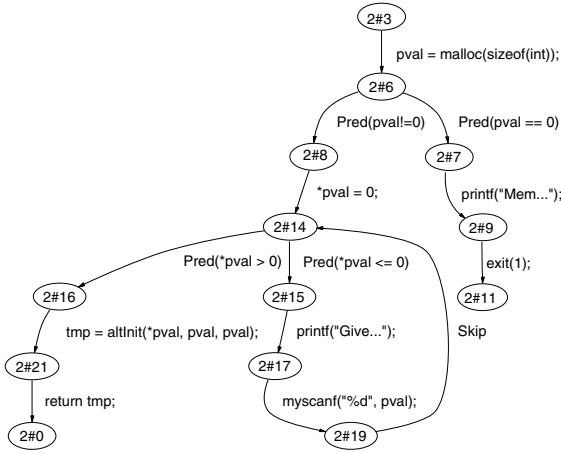 2#3
pval = malloc(sizeof(int));
2#6
Pred(pval!=0)
Pred(pval == 0)
2#8
2#7
*pval = 0;
printf("Mem...");
2#14
2#9
Pred(*pval > 0)
Pred(*pval <= 0)
exit(1);
2#16
2#15
2#11
tmp = altInit(*pval, pval, pval);
printf("Give...");
Skip
2#21
2#17
return tmp;
myscanf("%d", pval);
2#0
2#19